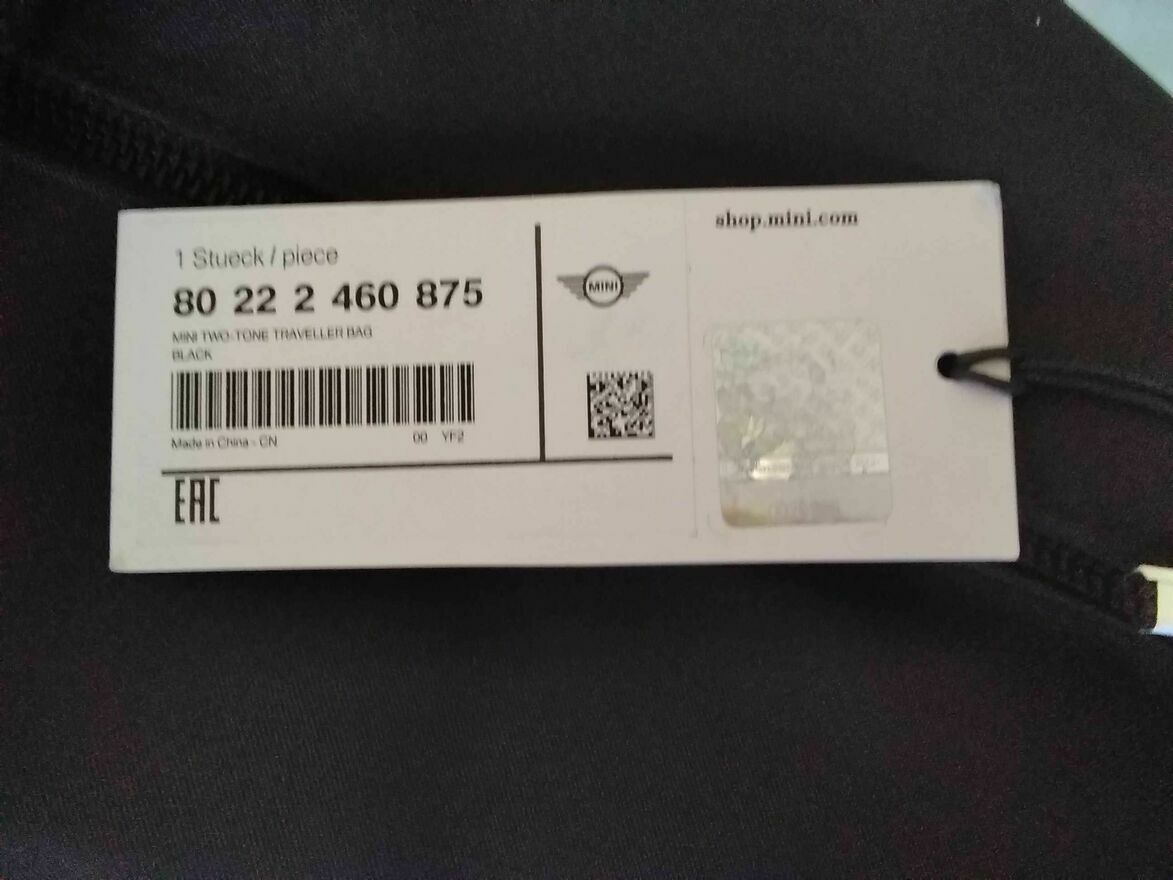 1 Stueck / piece
80 22 2 460 875
MINI TWO-TONE TRAVELLER BAG
BLACK
Made in China - CN
00 YF2
EAC
MINI
shop.mini.com